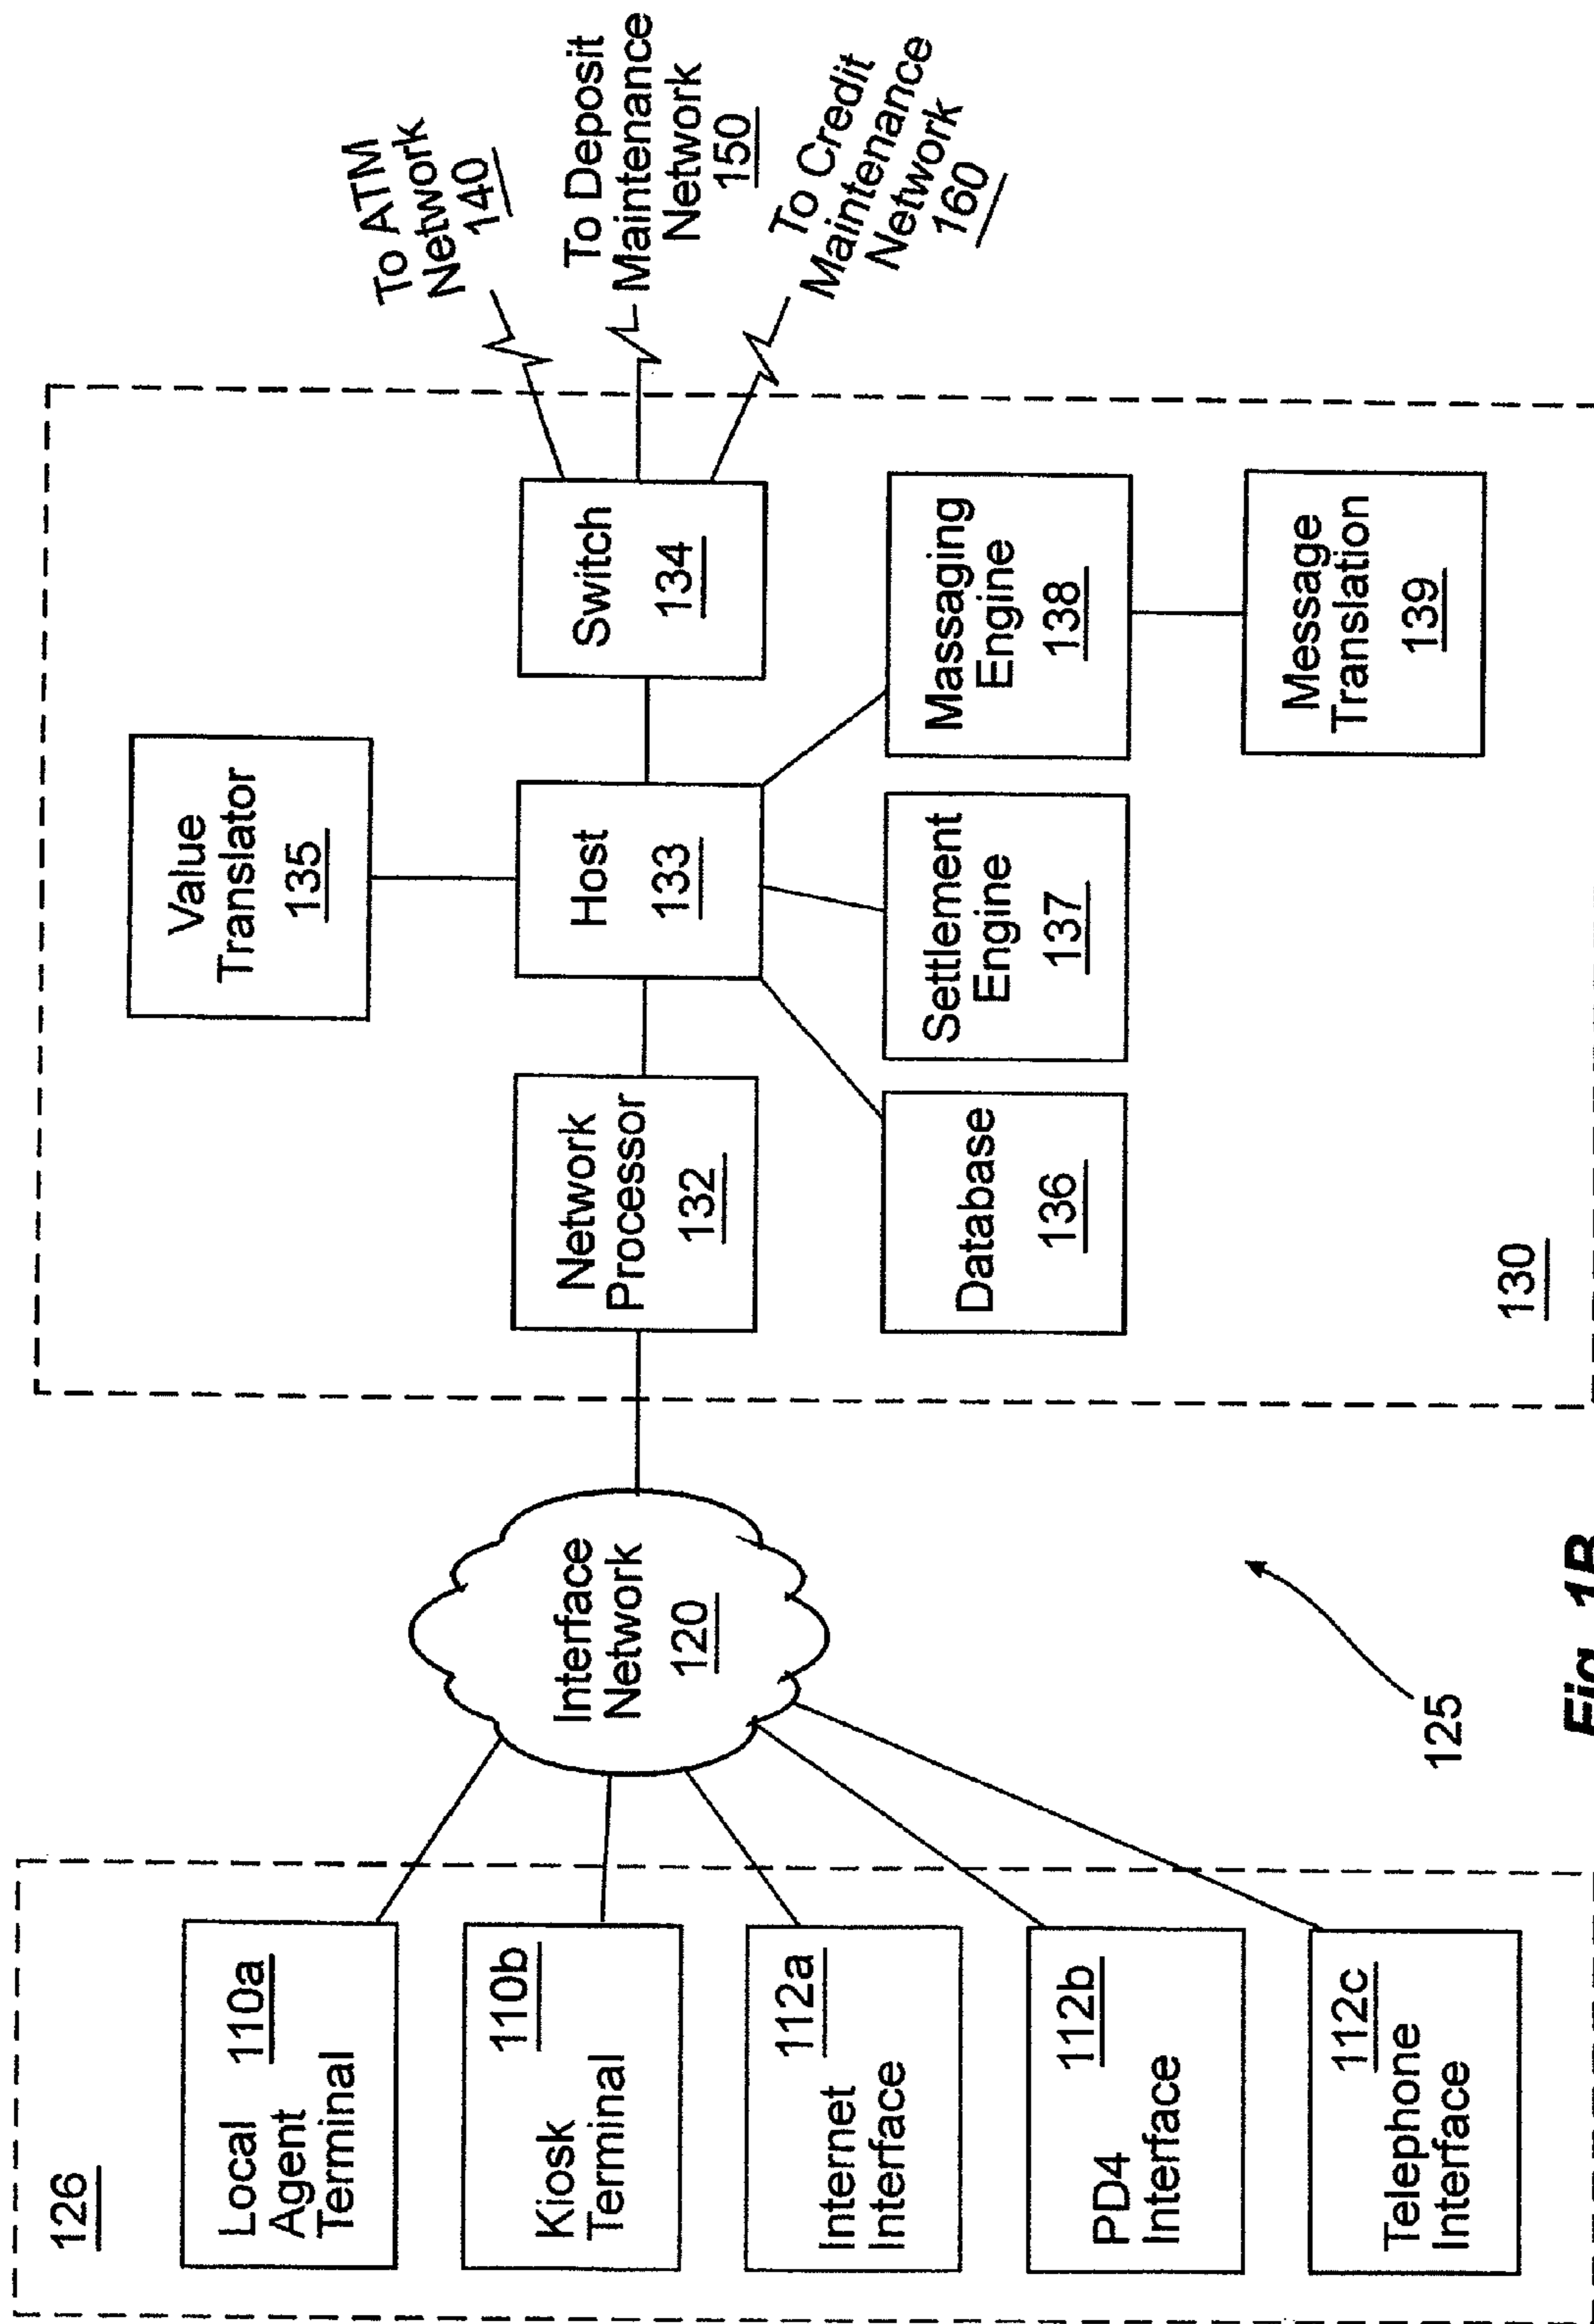 126
Local
Agent
Terminal
110a
Kiosk
Terminal
110b
Internet
Interface
112a
PD4
Interface
112b
112c
Telephone
Interface
Interface
Network
120
125
Value
Translator
135
Network
Processor
132
Host
133
Switch
134
Database
136
Settlement
Engine
137
Massaging
Engine
138
Message
Translation
139
130
To ATM
Network
140
To Deposit
Maintenance
Network
150
To Credit
Maintenance
Network
160
Fig. 1B